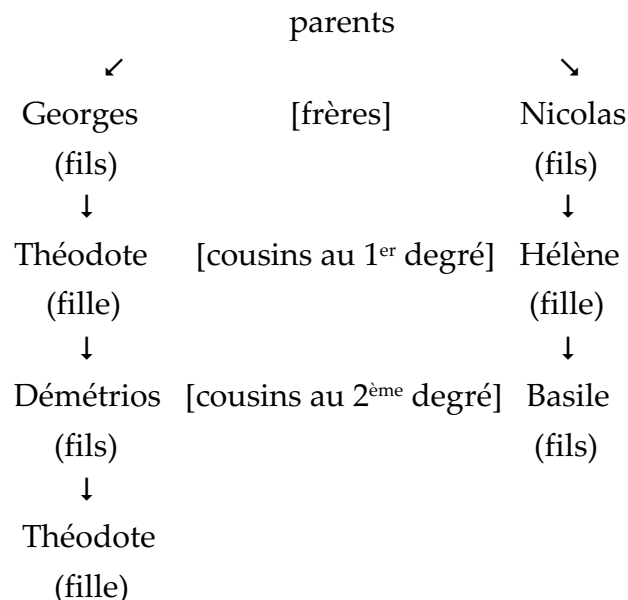 parents
↙ ↘
Georges [frères] Nicolas
(fils) (fils)
↓ ↓
Théodote [cousins au 1er degré] Hélène
(fille) (fille)
↓ ↓
Démétrios [cousins au 2ème degré] Basile
(fils) (fils)
↓
Théodote
(fille)